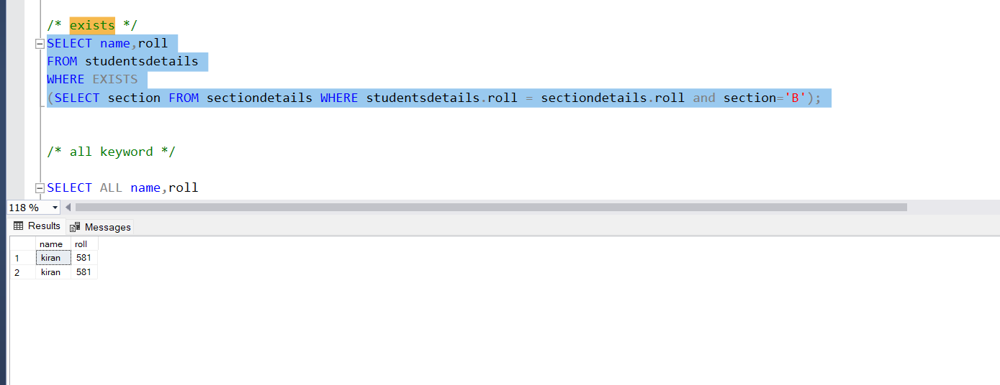 /* exists */
SELECT name,roll
FROM studentsdetails
WHERE EXISTS
(SELECT section FROM sectiondetails WHERE studentsdetails.roll = sectiondetails.roll and section='B');
/* all keyword */
SELECT ALL name,roll
118 %
Results Messages
name roll
1 kiran 581
2 kiran 581